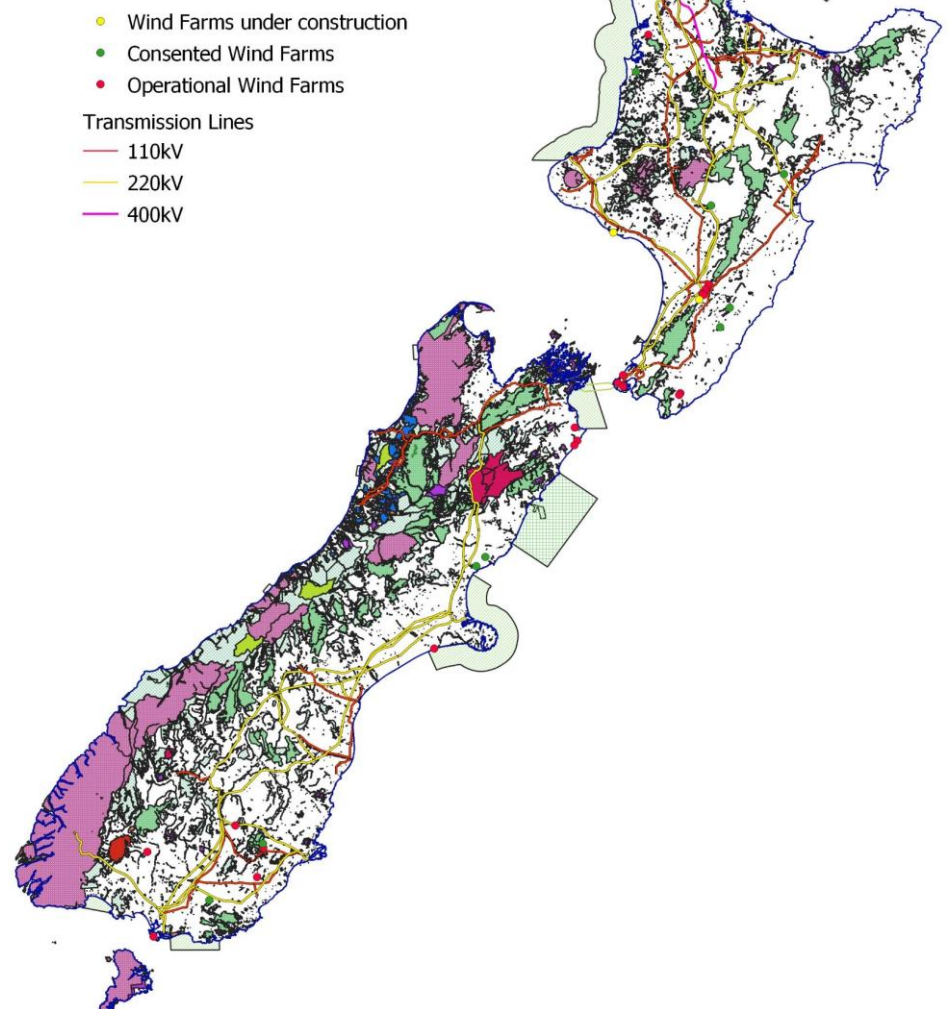 Wind Farms under construction
Consented Wind Farms
Operational Wind Farms
Transmission Lines
110kV
220kV
400kV